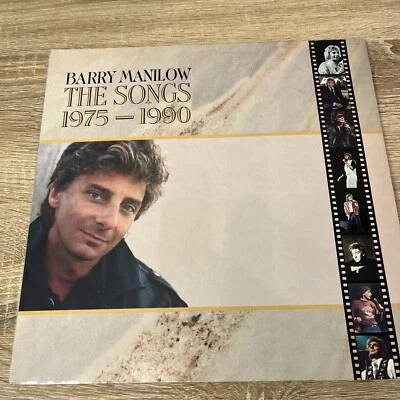 BARRY MANILOW
THE SONGS
1975 – 1990